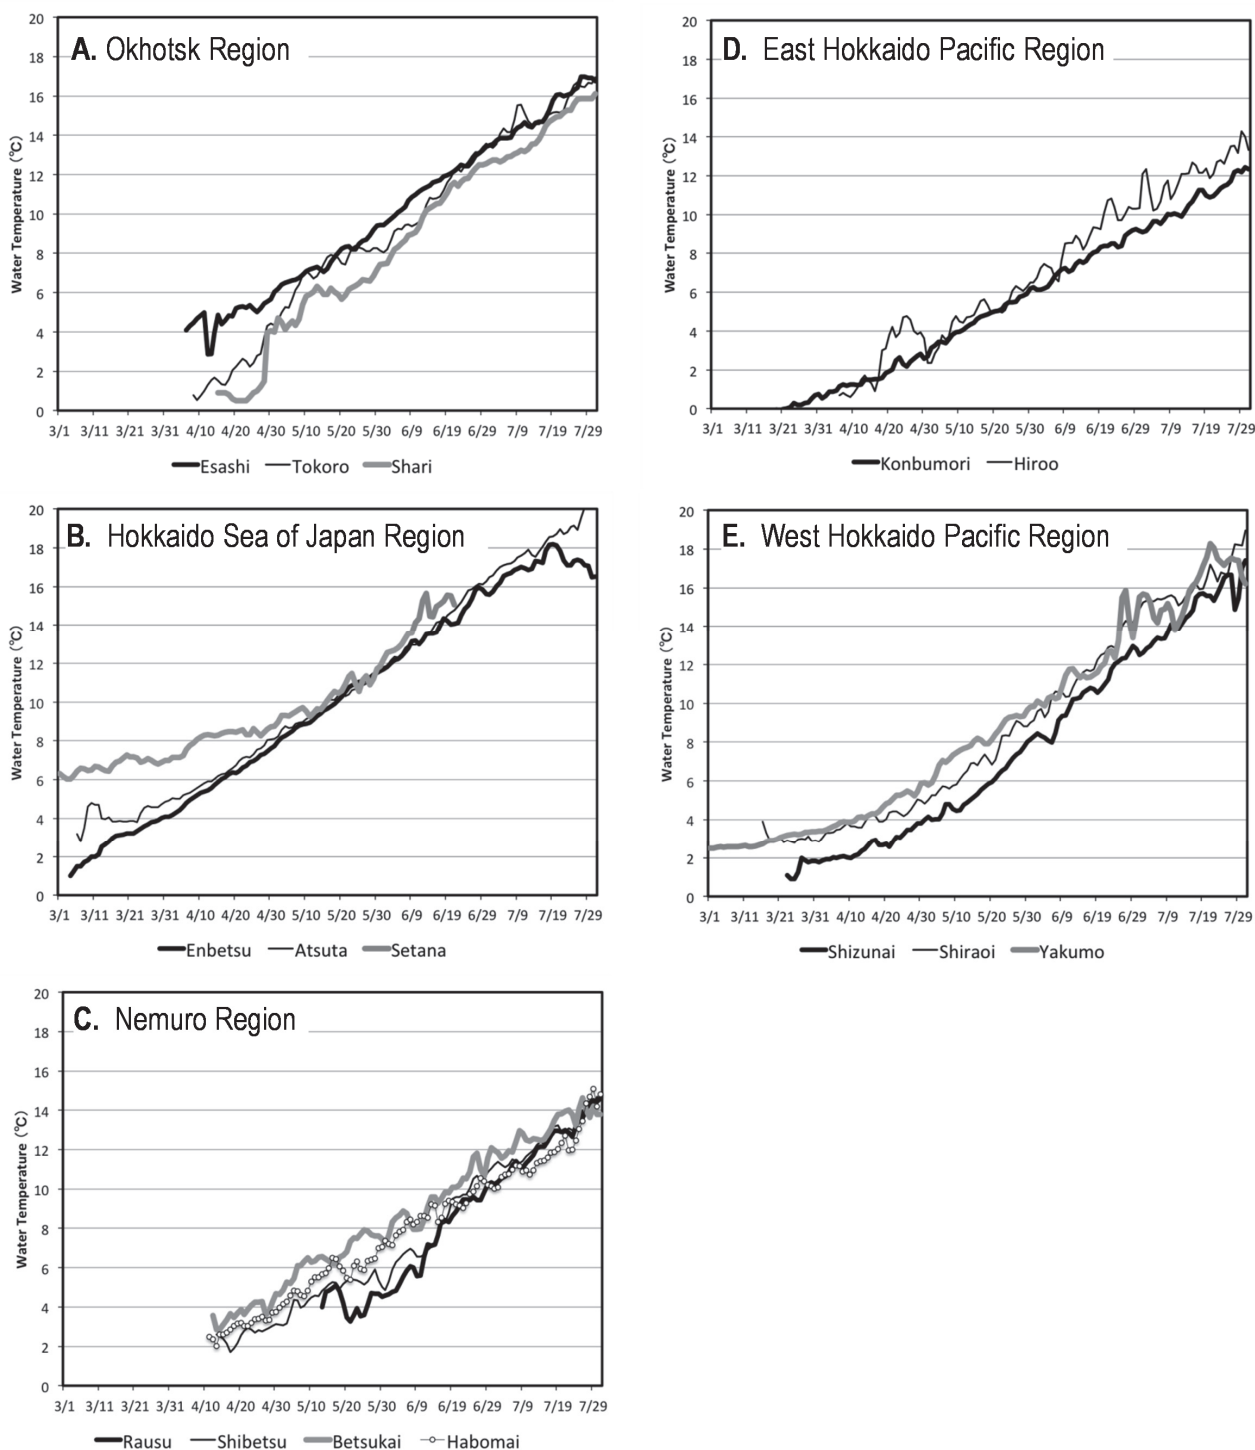 A. Okhotsk Region
Water Temperature (℃)
20
18
16
14
12
10
8
6
4
2
0
3/1 3/11 3/21 3/31 4/10 4/20 4/30 5/10 5/20 5/30 6/9 6/19 6/29 7/9 7/19 7/29
Esashi Tokoro Shari
D. East Hokkaido Pacific Region
Water Temperature (℃)
20
18
16
14
12
10
8
6
4
2
0
3/1 3/11 3/21 3/31 4/10 4/20 4/30 5/10 5/20 5/30 6/9 6/19 6/29 7/9 7/19 7/29
Konbumori Hiroo
B. Hokkaido Sea of Japan Region
Water Temperature (℃)
20
18
16
14
12
10
8
6
4
2
0
3/1 3/11 3/21 3/31 4/10 4/20 4/30 5/10 5/20 5/30 6/9 6/19 6/29 7/9 7/19 7/29
Enbetsu Atsuta Setana
E. West Hokkaido Pacific Region
Water Temperature (℃)
20
18
16
14
12
10
8
6
4
2
0
3/1 3/11 3/21 3/31 4/10 4/20 4/30 5/10 5/20 5/30 6/9 6/19 6/29 7/9 7/19 7/29
Shizunai Shiraoi Yakumo
C. Nemuro Region
Water Temperature (℃)
20
18
16
14
12
10
8
6
4
2
0
3/1 3/11 3/21 3/31 4/10 4/20 4/30 5/10 5/20 5/30 6/9 6/19 6/29 7/9 7/19 7/29
Rausu Shibetsu Betsukai Habomai